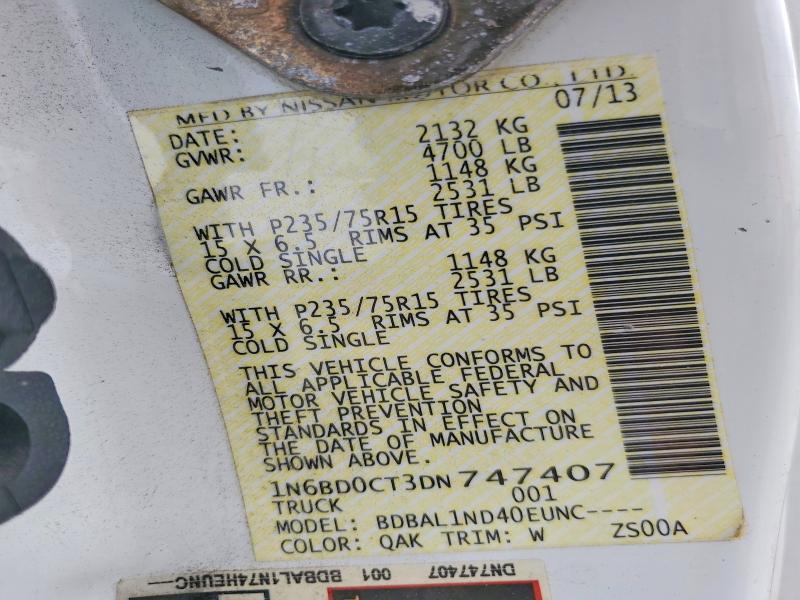 MFD BY NISSAN MOTOR CO., LTD.
DATE: 07/13
GVWR: 2132 KG
4700 LB
GAWR FR.: 1148 KG
2531 LB
WITH P235/75R15 TIRES
15 X 6.5 RIMS AT 35 PSI
COLD SINGLE
GAWR RR.: 1148 KG
2531 LB
WITH P235/75R15 TIRES
15 X 6.5 RIMS AT 35 PSI
COLD SINGLE
THIS VEHICLE CONFORMS TO
ALL APPLICABLE FEDERAL
MOTOR VEHICLE SAFETY AND
THEFT PREVENTION
STANDARDS IN EFFECT ON
THE DATE OF MANUFACTURE
SHOWN ABOVE.
1N6BD0CT3DN747407
TRUCK 001
MODEL: BDBAL1ND40EUNC----
COLOR: QAK TRIM: W ZS00A
DN747407 001 BDBAL1N74HEUNC—